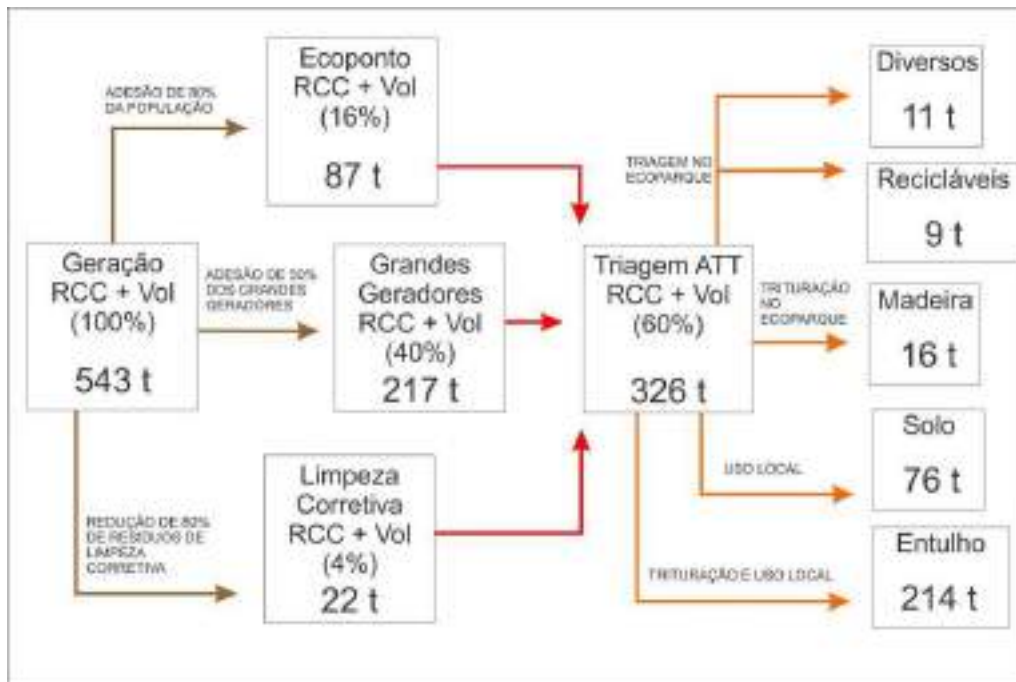 ADESÃO DE 80%
DA POPULAÇÃO
Ecoponto
RCC + Vol
(16%)
87 t
Geração
RCC + Vol
(100%)
543 t
ADESÃO DE 50%
DOS GRANDES
GERADORES
Grandes
Geradores
RCC + Vol
(40%)
217 t
REDUÇÃO DE 80%
DE RESÍDUOS DE
LIMPEZA
CORRETIVA
Limpeza
Corretiva
RCC + Vol
(4%)
22 t
Triagem ATT
RCC + Vol
(60%)
326 t
TRIAGEM NO
ECOPARQUE
Diversos
11 t
Recicláveis
9 t
TRITURAÇÃO
NO
ECOPARQUE
Madeira
16 t
USO LOCAL
Solo
76 t
TRITURAÇÃO E USO LOCAL
Entulho
214 t